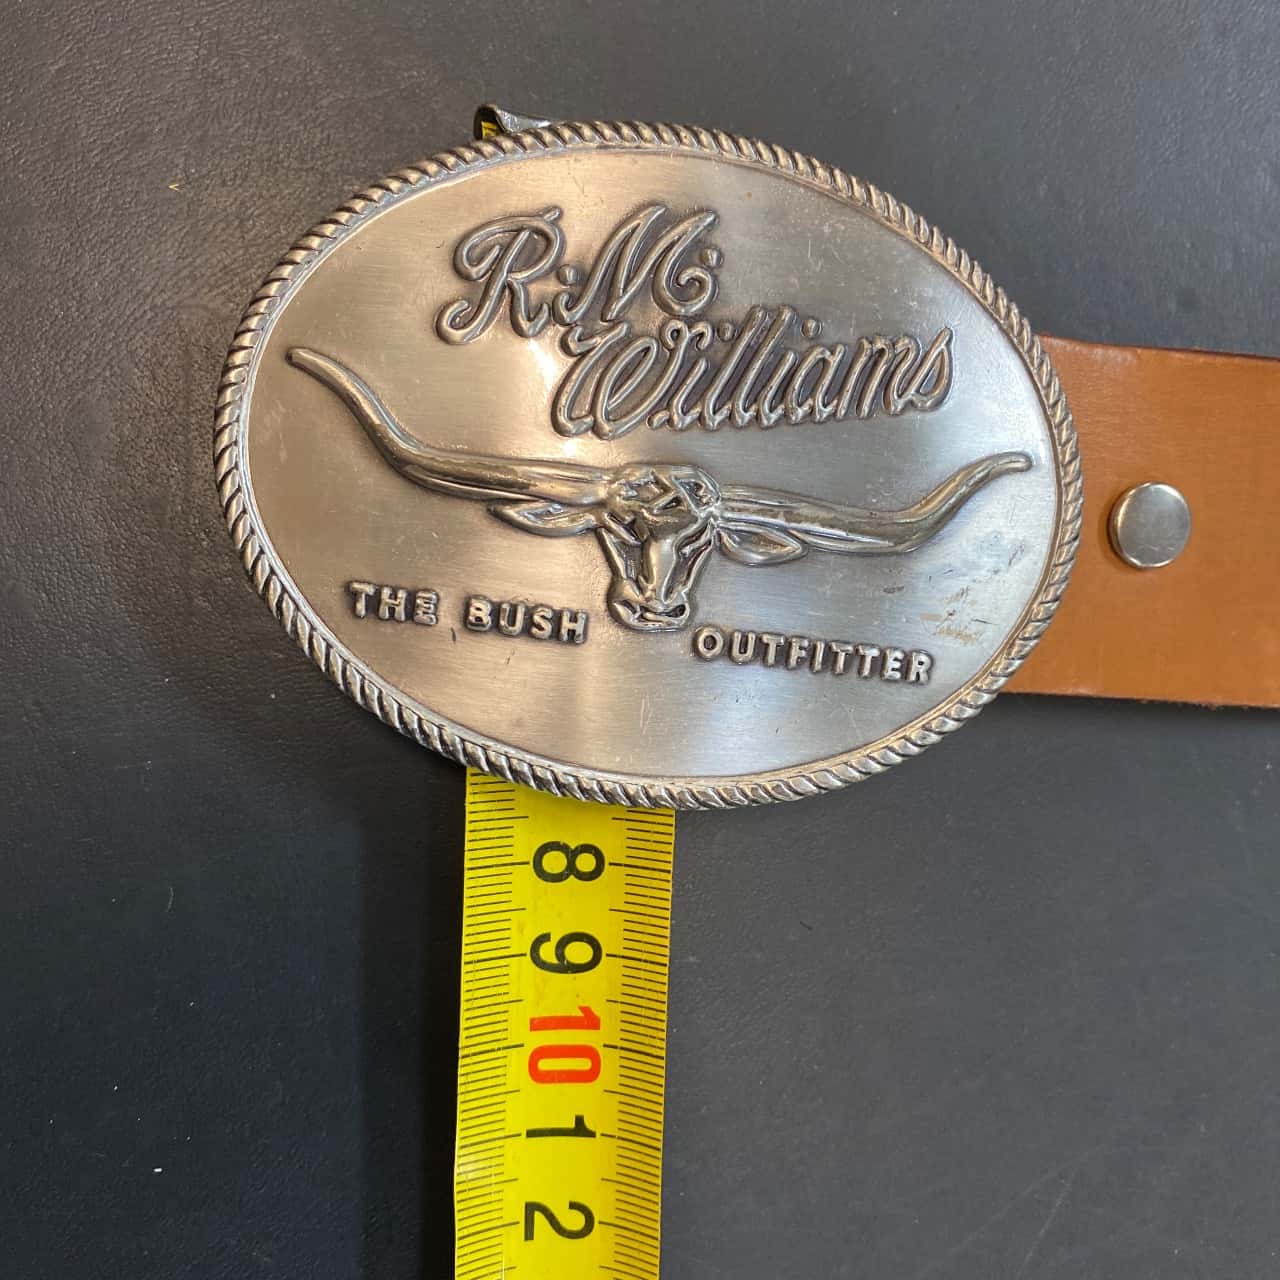 R. M.
Williams
THE BUSH OUTFITTER
8
9
10
1
2